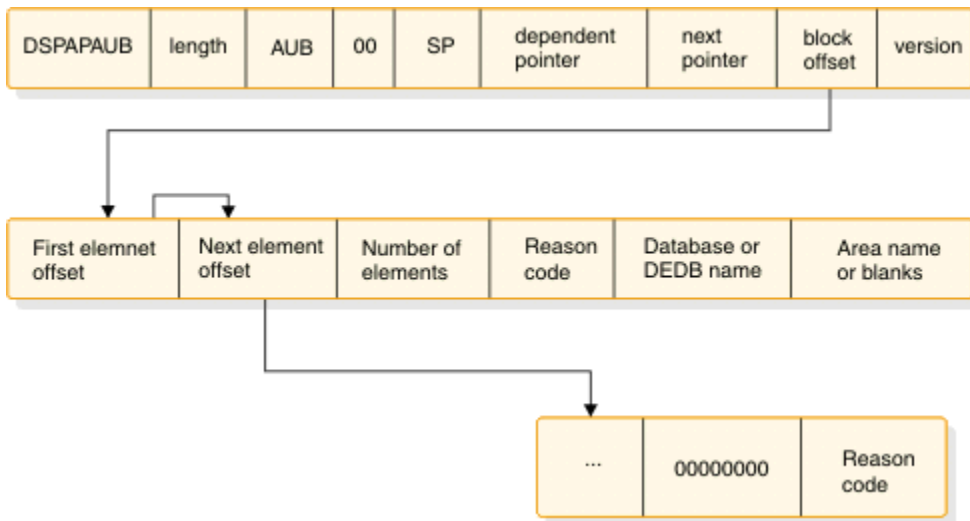 DSPAPAUB
length
AUB
00
SP
dependent
pointer
next
pointer
block
offset
version
First elemnet
offset
Next element
offset
Number of
elements
Reason
code
Database or
DEDB name
Area name
or blanks
...
00000000
Reason
code